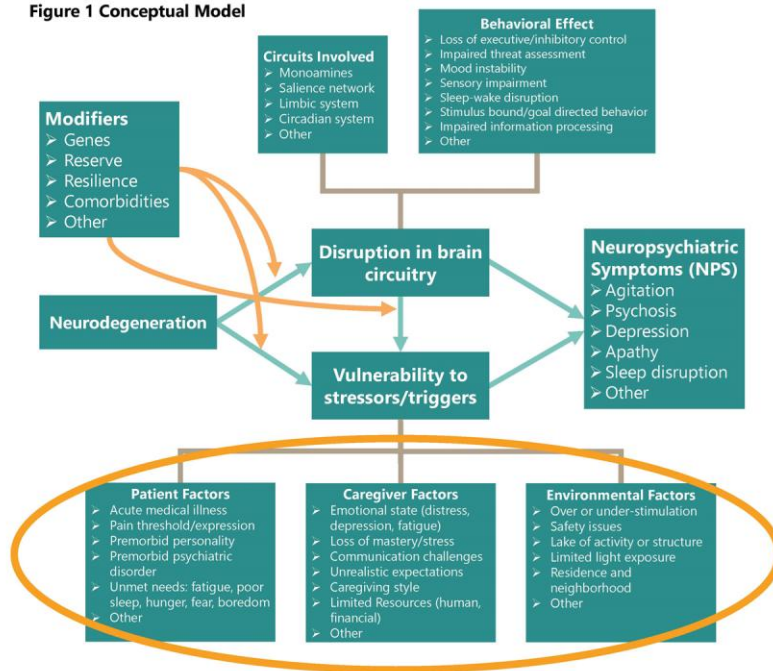 Figure 1 Conceptual Model
Behavioral Effect
➢ Loss of executive/inhibitory control
➢ Impaired threat assessment
➢ Mood instability
➢ Sensory impairment
➢ Sleep-wake disruption
➢ Stimulus bound/goal directed behavior
➢ Impaired information processing
➢ Other
Circuits Involved
➢ Monoamines
➢ Salience network
➢ Limbic system
➢ Circadian system
➢ Other
Modifiers
➢ Genes
➢ Reserve
➢ Resilience
➢ Comorbidities
➢ Other
Disruption in brain
circuitry
Neurodegeneration
Vulnerability to
stressors/triggers
Neuropsychiatric
Symptoms (NPS)
➢ Agitation
➢ Psychosis
➢ Depression
➢ Apathy
➢ Sleep disruption
➢ Other
Patient Factors
➢ Acute medical illness
➢ Pain threshold/expression
➢ Premorbid personality
➢ Premorbid psychiatric
disorder
➢ Unmet needs: fatigue, poor
sleep, hunger, fear, boredom
➢ Other
Caregiver Factors
➢ Emotional state (distress,
depression, fatigue)
➢ Loss of mastery/stress
➢ Communication challenges
➢ Unrealistic expectations
➢ Caregiving style
➢ Limited Resources (human,
financial)
➢ Other
Environmental Factors
➢ Over or under-stimulation
➢ Safety issues
➢ Lake of activity or structure
➢ Limited light exposure
➢ Residence and
neighborhood
➢ Other